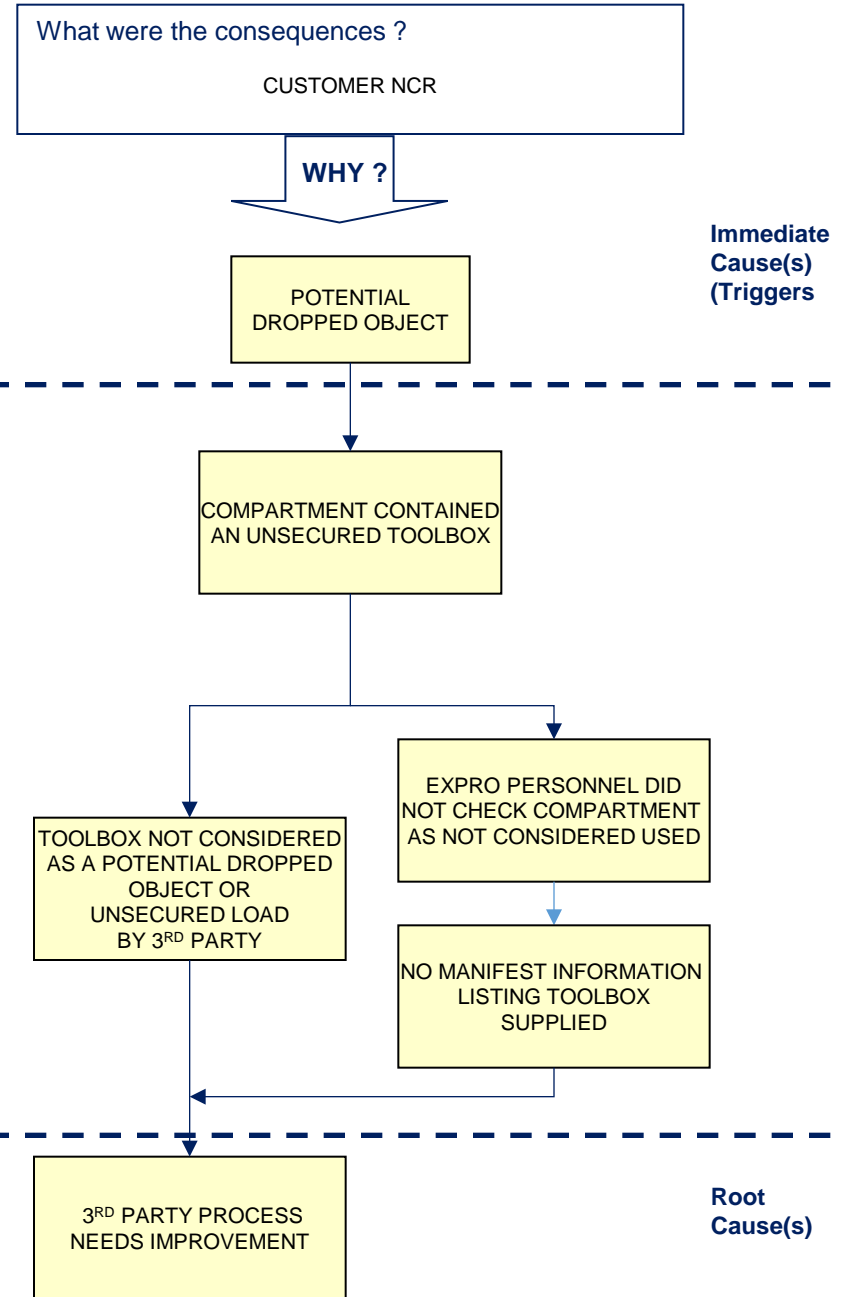 What were the consequences ?
CUSTOMER NCR
WHY ?
Immediate
Cause(s)
(Triggers
POTENTIAL
DROPPED OBJECT
COMPARTMENT CONTAINED
AN UNSECURED TOOLBOX
EXPRO PERSONNEL DID
NOT CHECK COMPARTMENT
AS NOT CONSIDERED USED
TOOLBOX NOT CONSIDERED
AS A POTENTIAL DROPPED
OBJECT OR
UNSECURED LOAD
BY 3RD PARTY
NO MANIFEST INFORMATION
LISTING TOOLBOX
SUPPLIED
3RD PARTY PROCESS
NEEDS IMPROVEMENT
Root
Cause(s)